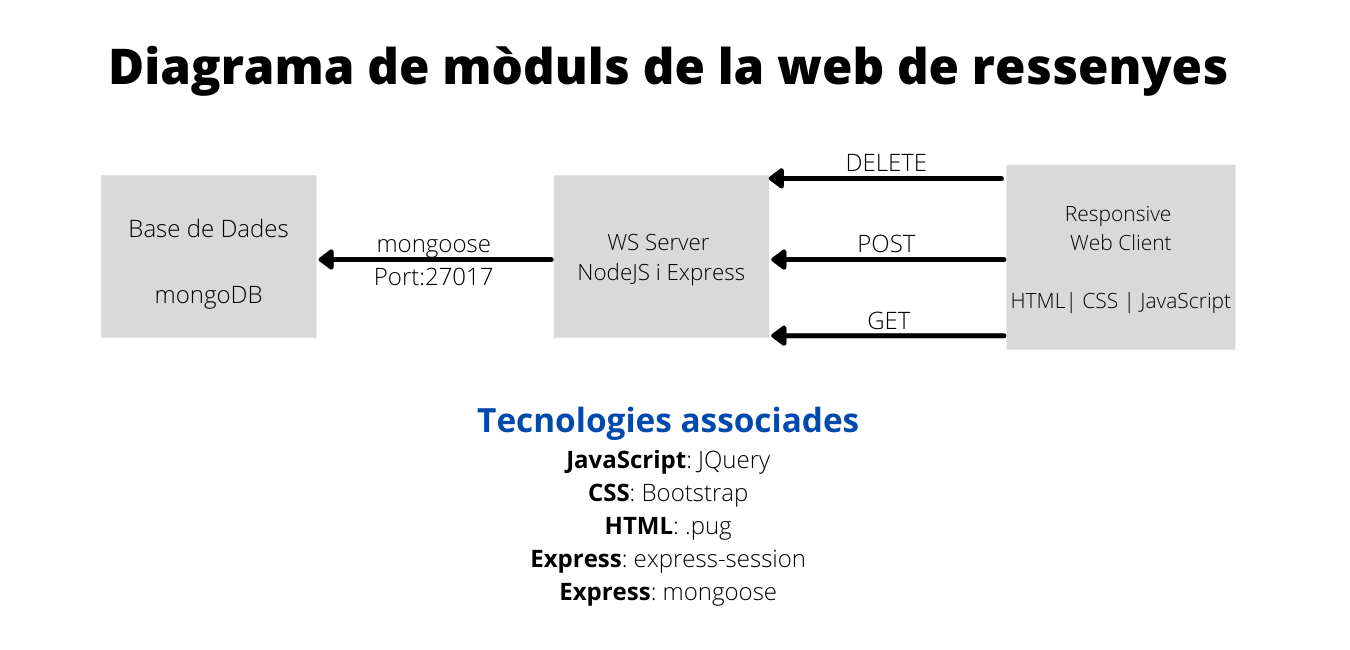 Diagrama de mòduls de la web de ressenyes
Base de Dades
mongoDB
mongoose
Port:27017
WS Server
NodeJS i Express
DELETE
POST
GET
Responsive
Web Client
HTML| CSS | JavaScript
Tecnologies associades
JavaScript: JQuery
CSS: Bootstrap
HTML: .pug
Express: express-session
Express: mongoose